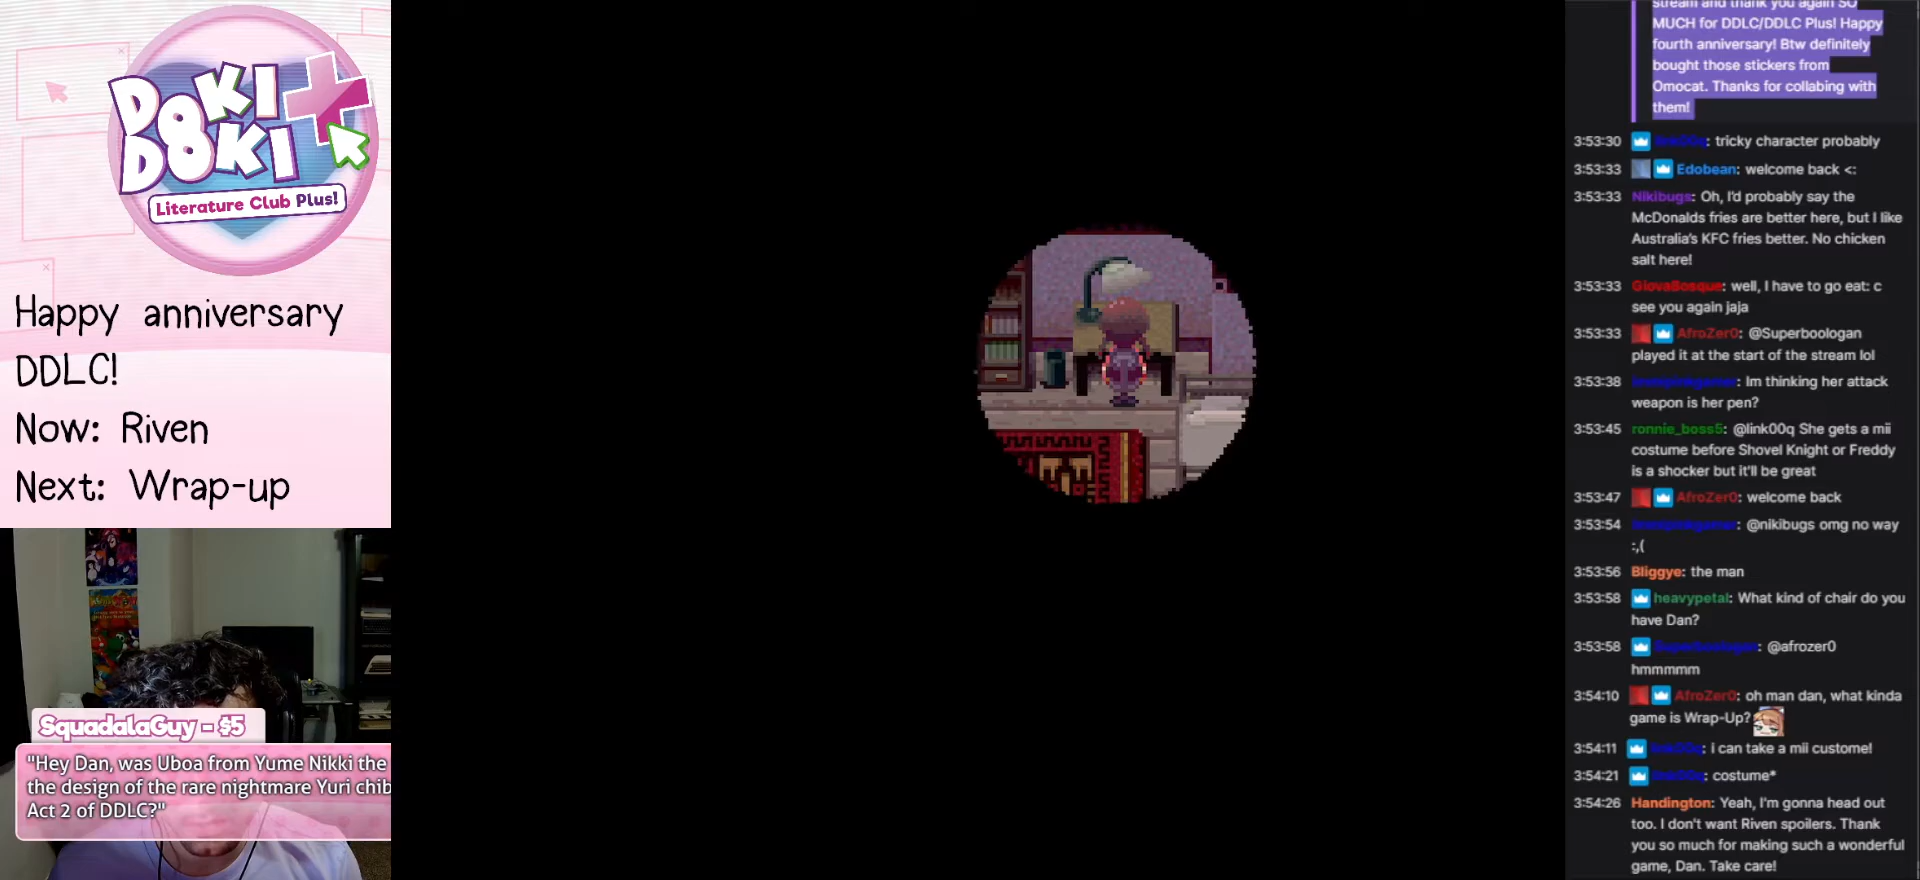 DOKI
DOKI
Literature Club Plus!
Happy anniversary
DDLC!
Now: Riven
Next: Wrap-up
SquadalaGuy - $5
"Hey Dan, was Uboa from Yume Nikki the
the design of the rare nightmare Yuri chib
Act 2 of DDLC?"
stream and thank you again SO
MUCH for DDLC/DDLC Plus! Happy
fourth anniversary! Btw definitely
bought those stickers from
Omocat. Thanks for collabing with
them!
3:53:30 link00q: tricky character probably
3:53:33 Edobean: welcome back <:
3:53:33 Nikibugs: Oh, I'd probably say the
McDonalds fries are better here, but I like
Australia's KFC fries better. No chicken
salt here!
3:53:33 GiovaBosque: well, I have to go eat: c
see you again jaja
3:53:33 AfroZer0: @Superboologan
played it at the start of the stream lol
3:53:38 : Im thinking her attack
weapon is her pen?
3:53:45 ronnie_boss5: @link00q She gets a mii
costume before Shovel Knight or Freddy
is a shocker but it'll be great
3:53:47 AfroZer0: welcome back
3:53:54 : @nikibugs omg no way
:,(
3:53:56 Bliggye: the man
3:53:58 heavypetal: What kind of chair do you
have Dan?
3:53:58 Superboologan: @afrozer0
hmmmmm
3:54:10 AfroZer0: oh man dan, what kinda
game is Wrap-Up?
3:54:11 link00q: i can take a mii custome!
3:54:21 link00q: costume*
3:54:26 Handington: Yeah, I'm gonna head out
too. I don't want Riven spoilers. Thank
you so much for making such a wonderful
game, Dan. Take care!